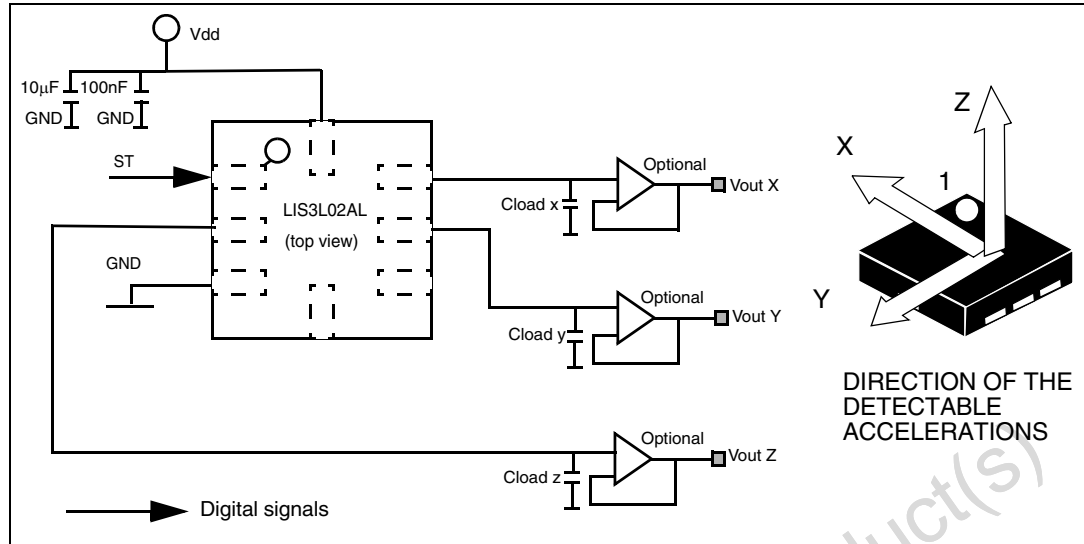 Vdd
10µF 100nF
GND GND
ST
LIS3L02AL
(top view)
GND
Optional
Cload x
Vout X
Optional
Cload y
Vout Y
Optional
Cload z
Vout Z
Digital signals
Z
X
1
Y
DIRECTION OF THE
DETECTABLE
ACCELERATIONS
duct(s)